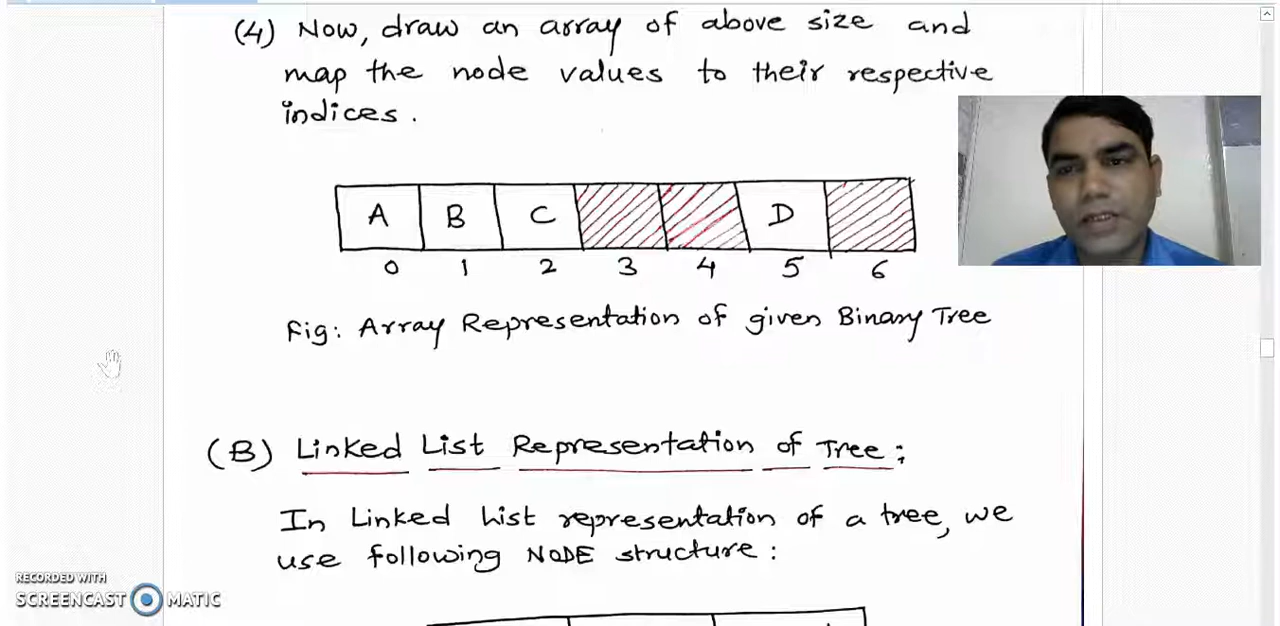 (4) Now, draw an array of above size and
map the node values to their respective
indices.
A B C D
0 1 2 3 4 5 6
Fig: Array Representation of given Binary Tree
(B) Linked List Representation of Tree:
In Linked List representation of a tree, we
use following NODE structure:
RECORDED WITH
SCREENCAST MATIC